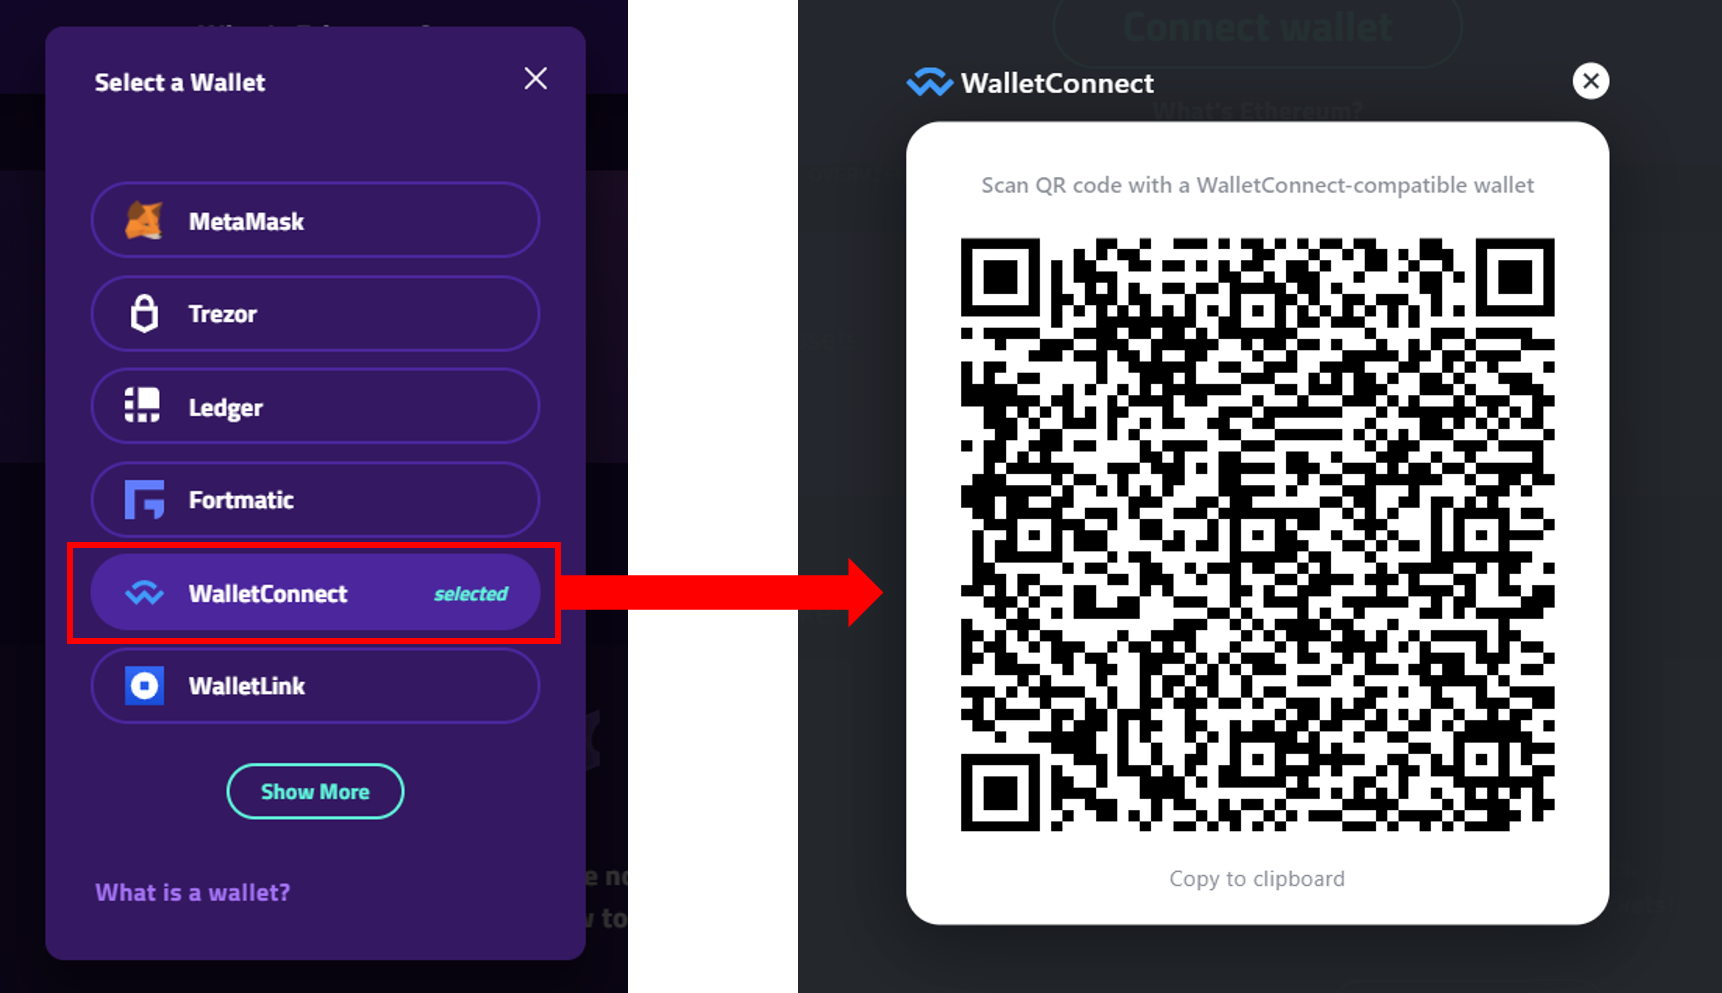 Select a Wallet
MetaMask
Trezor
Ledger
Fortmatic
WalletConnect selected
WalletLink
Show More
What is a wallet?
Connect wallet
WalletConnect
What's Ethereum?
Scan QR code with a WalletConnect-compatible wallet
Copy to clipboard